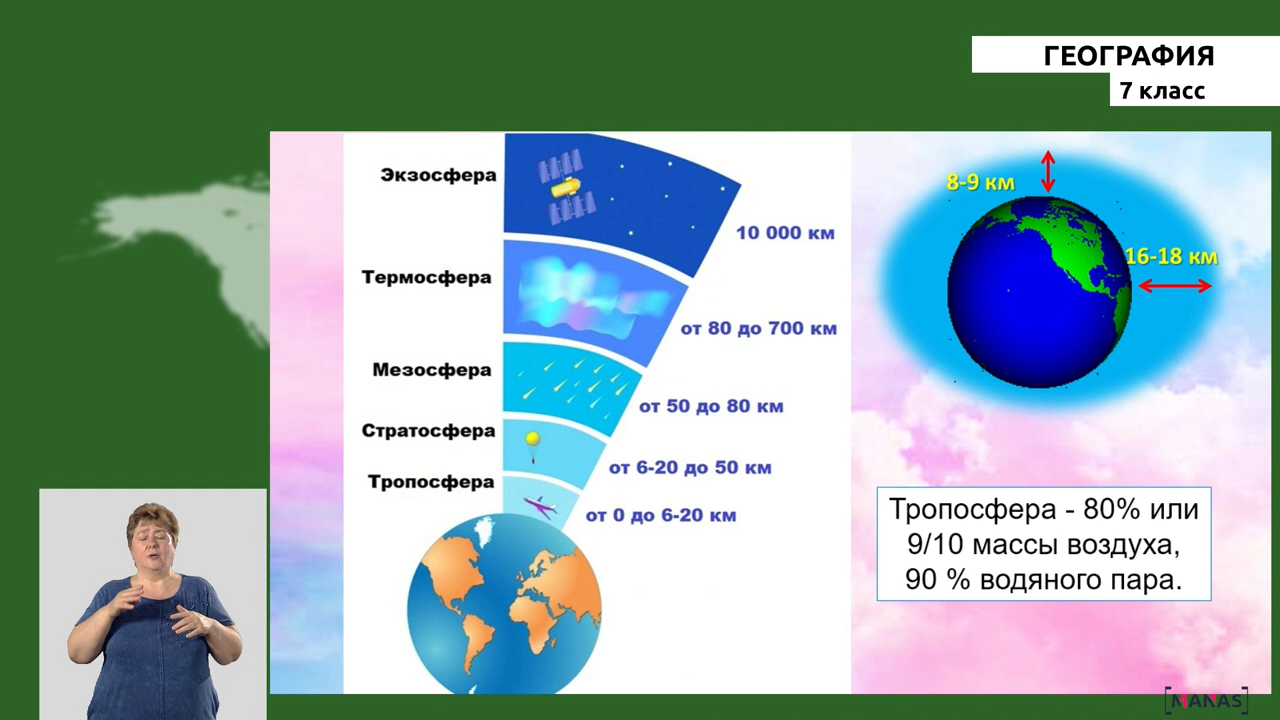 ГЕОГРАФИЯ
7 класс
Экзосфера
10 000 км
Термосфера
от 80 до 700 км
Мезосфера
от 50 до 80 км
Стратосфера
от 6-20 до 50 км
Тропосфера
от 0 до 6-20 км
8-9 км
16-18 км
Тропосфера - 80% или
9/10 массы воздуха,
90 % водяного пара.
[MANAS]